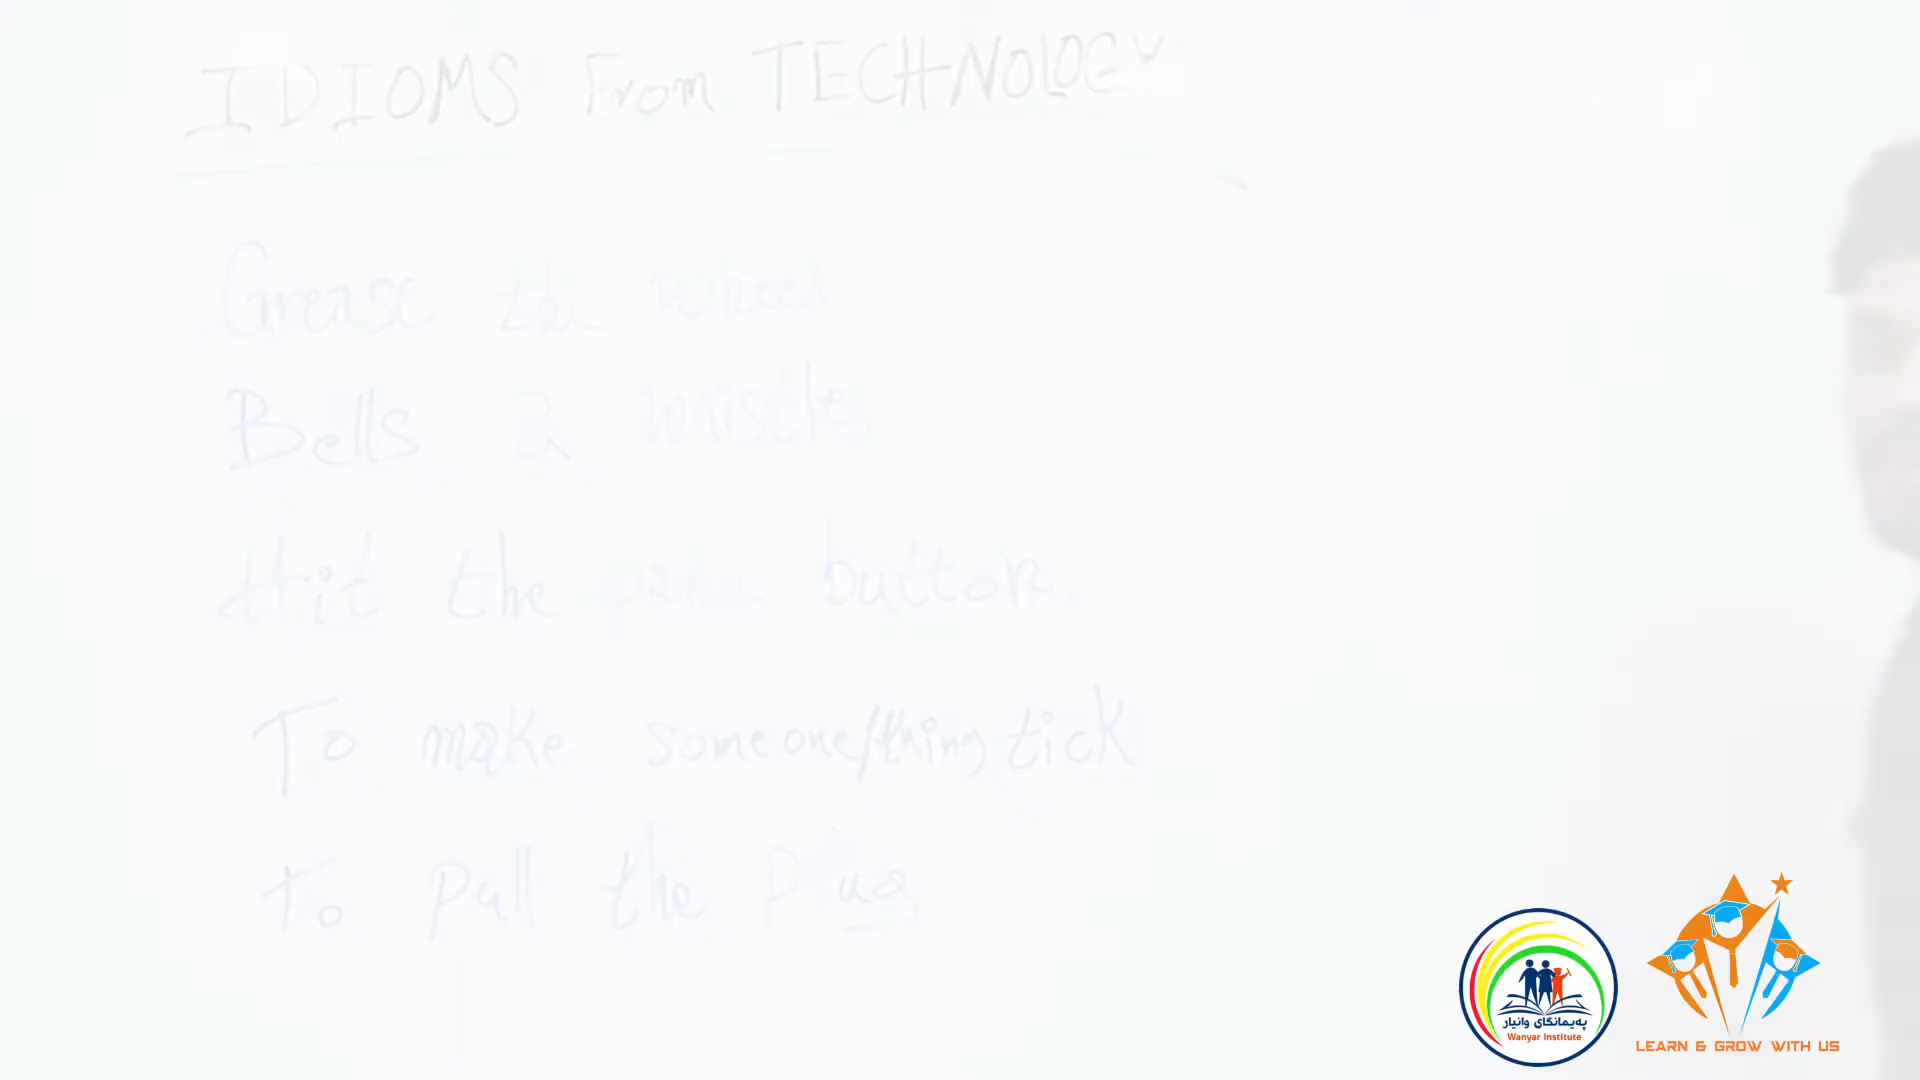 IDIOMS From TECHNOLOGY
Grease the wheel
Bells & whistles
Hit the button.
To make someone/thing tick
To pull the plug
پەیمانگای وانیار
Wanyar Institute
LEARN & GROW WITH US